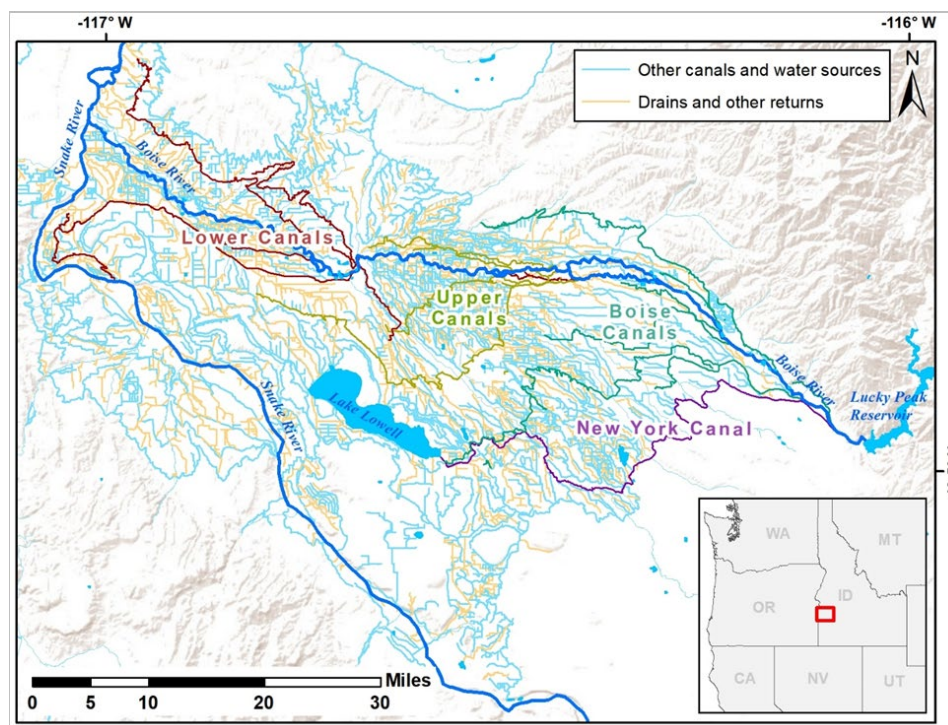 -117° W
-116° W
Other canals and water sources
Drains and other returns
N
Snake River
Boise River
Lower Canals
Upper
Canals
Boise
Canals
Boise River
Lucky Peak
Reservoir
Snake River
Lake Lowell
New York Canal
WA
MT
OR
ID
CA
NV
UT
Miles
0
5
10
20
30